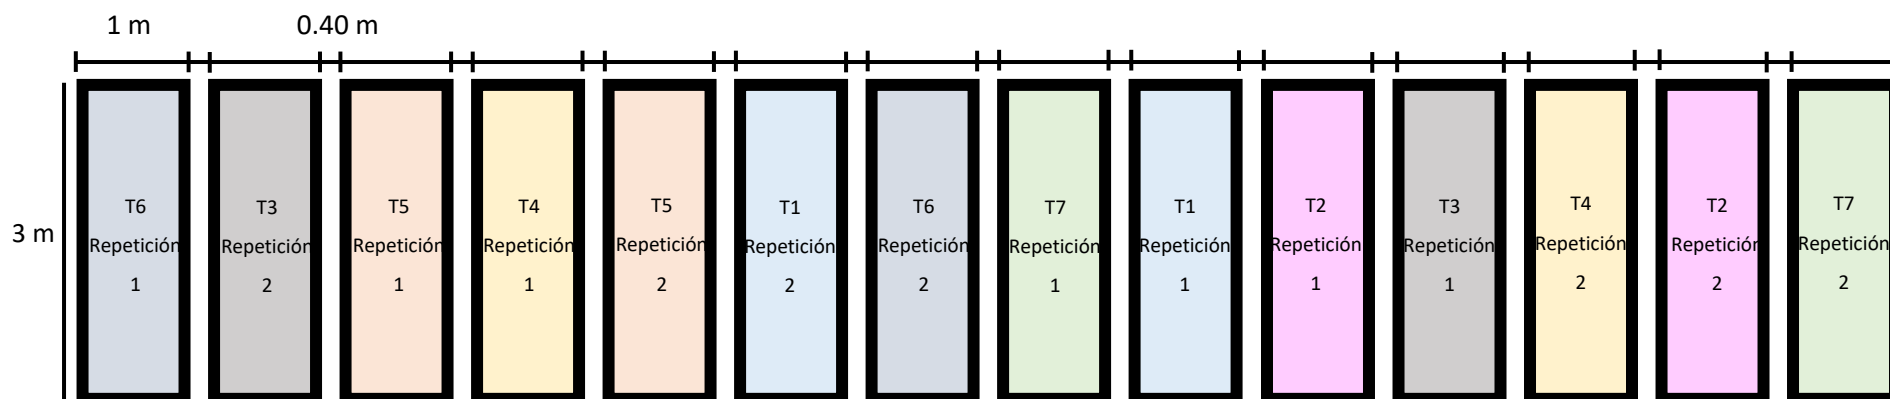 1 m
0.40 m
3 m
T6
Repetición
1
T3
Repetición
2
T5
Repetición
1
T4
Repetición
1
T5
Repetición
2
T1
Repetición
2
T6
Repetición
2
T7
Repetición
1
T1
Repetición
1
T2
Repetición
1
T3
Repetición
1
T4
Repetición
2
T2
Repetición
2
T7
Repetición
2